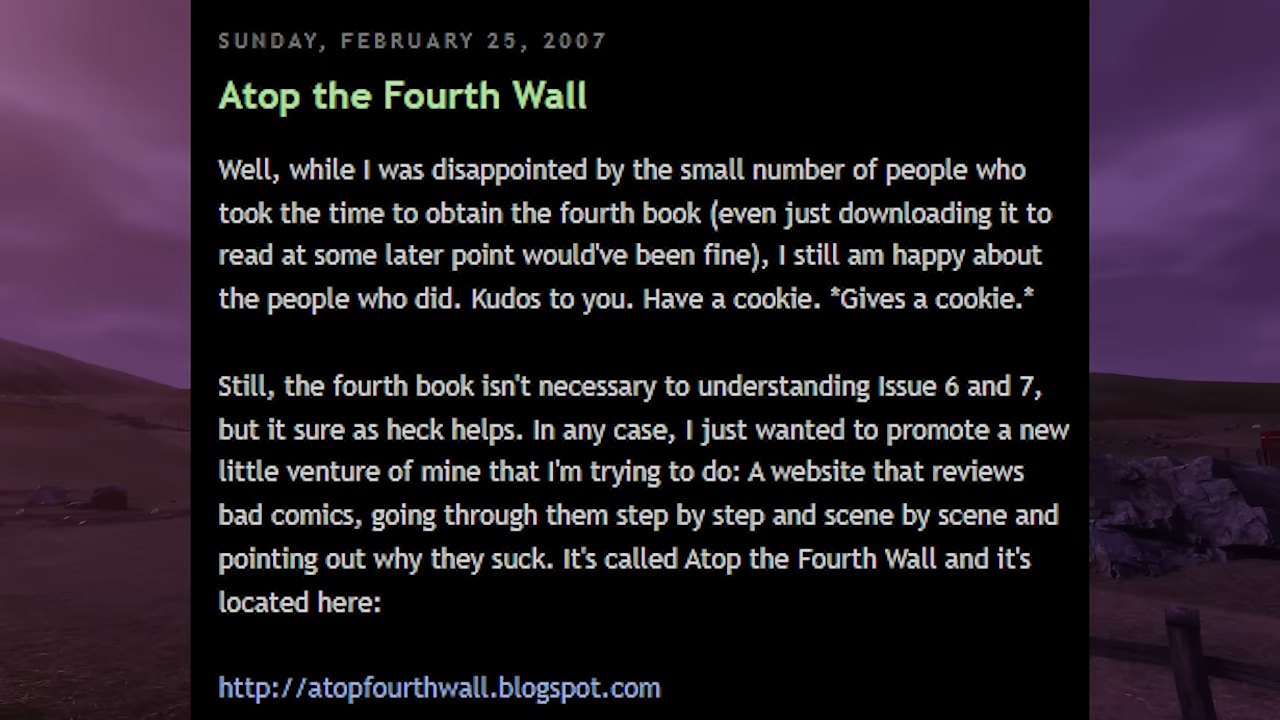 SUNDAY, FEBRUARY 25, 2007
Atop the Fourth Wall
Well, while I was disappointed by the small number of people who
took the time to obtain the fourth book (even just downloading it to
read at some later point would've been fine), I still am happy about
the people who did. Kudos to you. Have a cookie. *Gives a cookie.*
Still, the fourth book isn't necessary to understanding Issue 6 and 7,
but it sure as heck helps. In any case, I just wanted to promote a new
little venture of mine that I'm trying to do: A website that reviews
bad comics, going through them step by step and scene by scene and
pointing out why they suck. It's called Atop the Fourth Wall and it's
located here:
http://atopfourthwall.blogspot.com